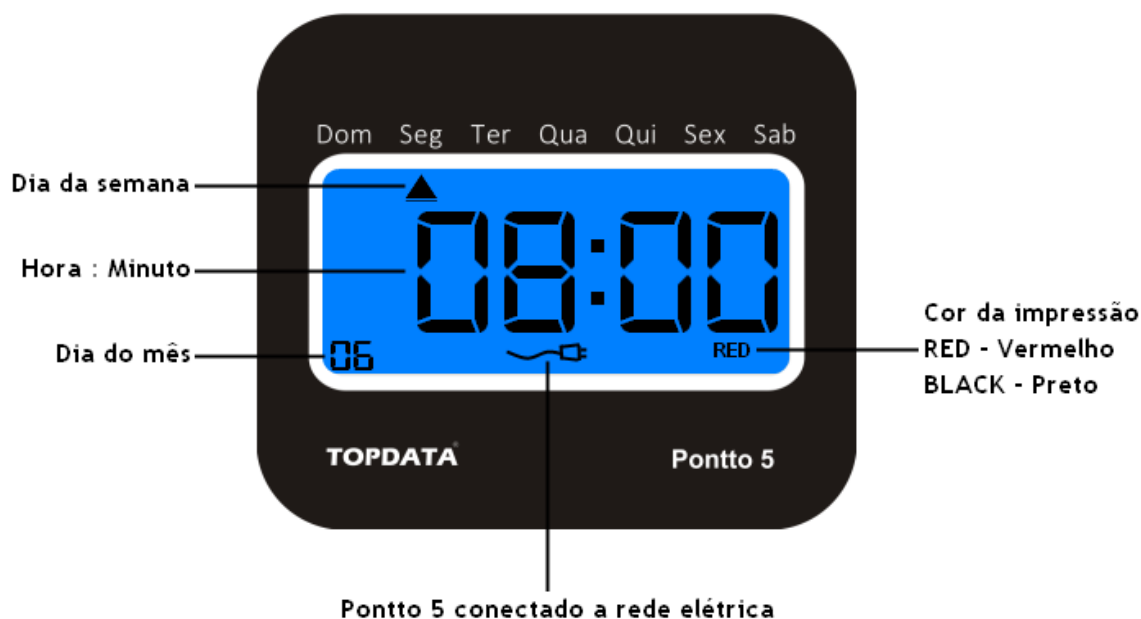 Dom Seg Ter Qua Qui Sex Sab
Dia da semana
08:00
Hora : Minuto
Dia do mês
06
RED
Cor da impressão
RED - Vermelho
BLACK - Preto
TOPDATA
Pontto 5
Pontto 5 conectado a rede elétrica